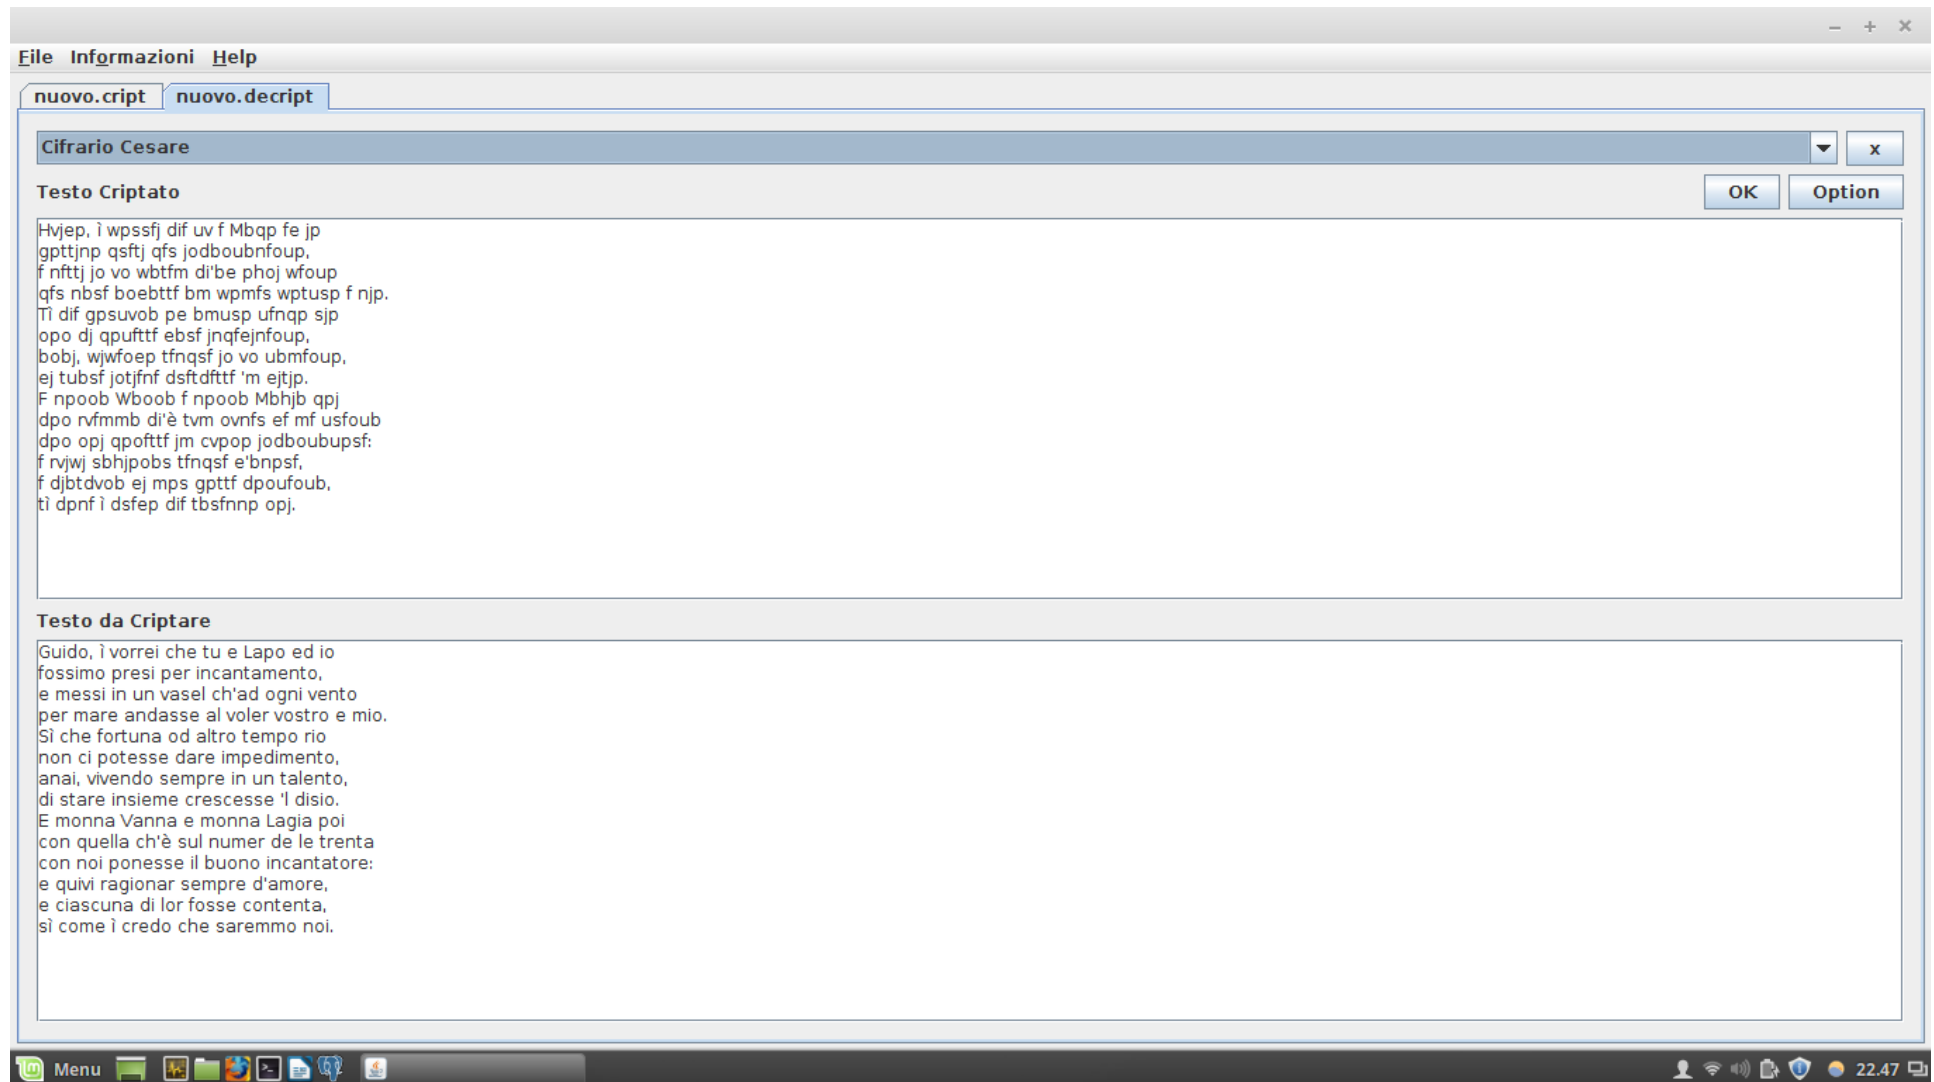 – + ×
File Informazioni Help
nuovo.cript nuovo.decript
Cifrario Cesare x
Testo Criptato OK Option
Hvjep, ì wpssfj dif uv f Mbqp fe jp
gpttjnp qsftj qfs jodboubnfoup,
f nfttj jo vo wbtfm di'be phoj wfoup
qfs nbsf boebttf bm wpmfs wptusp f njp.
Tì dif gpsuvob pe bmusp ufnqp sjp
opo dj qpufttf ebsf jnqfejnfoup,
bobj, wjwfoep tfnqsf jo vo ubmfoup,
ej tubsf jotjfnf dsftdfttf 'm ejtjp.
F npoob Wboob f npoob Mbhjb qpj
dpo rvfmmb di'è tvm ovnfs ef mf usfoub
dpo opj qpofttf jm cvpop jodboubupsf:
f rvjwj sbhjpobs tfnqsf e'bnpsf,
f djbtdvob ej mps gpttf dpoufoub,
tì dpnf ì dsfep dif tbsfnnp opj.
Testo da Criptare
Guido, ì vorrei che tu e Lapo ed io
fossimo presi per incantamento,
e messi in un vasel ch'ad ogni vento
per mare andasse al voler vostro e mio.
Sì che fortuna od altro tempo rio
non ci potesse dare impedimento,
anai, vivendo sempre in un talento,
di stare insieme crescesse 'l disio.
E monna Vanna e monna Lagia poi
con quella ch'è sul numer de le trenta
con noi ponesse il buono incantatore:
e quivi ragionar sempre d'amore,
e ciascuna di lor fosse contenta,
sì come ì credo che saremmo noi.
Menu 22.47